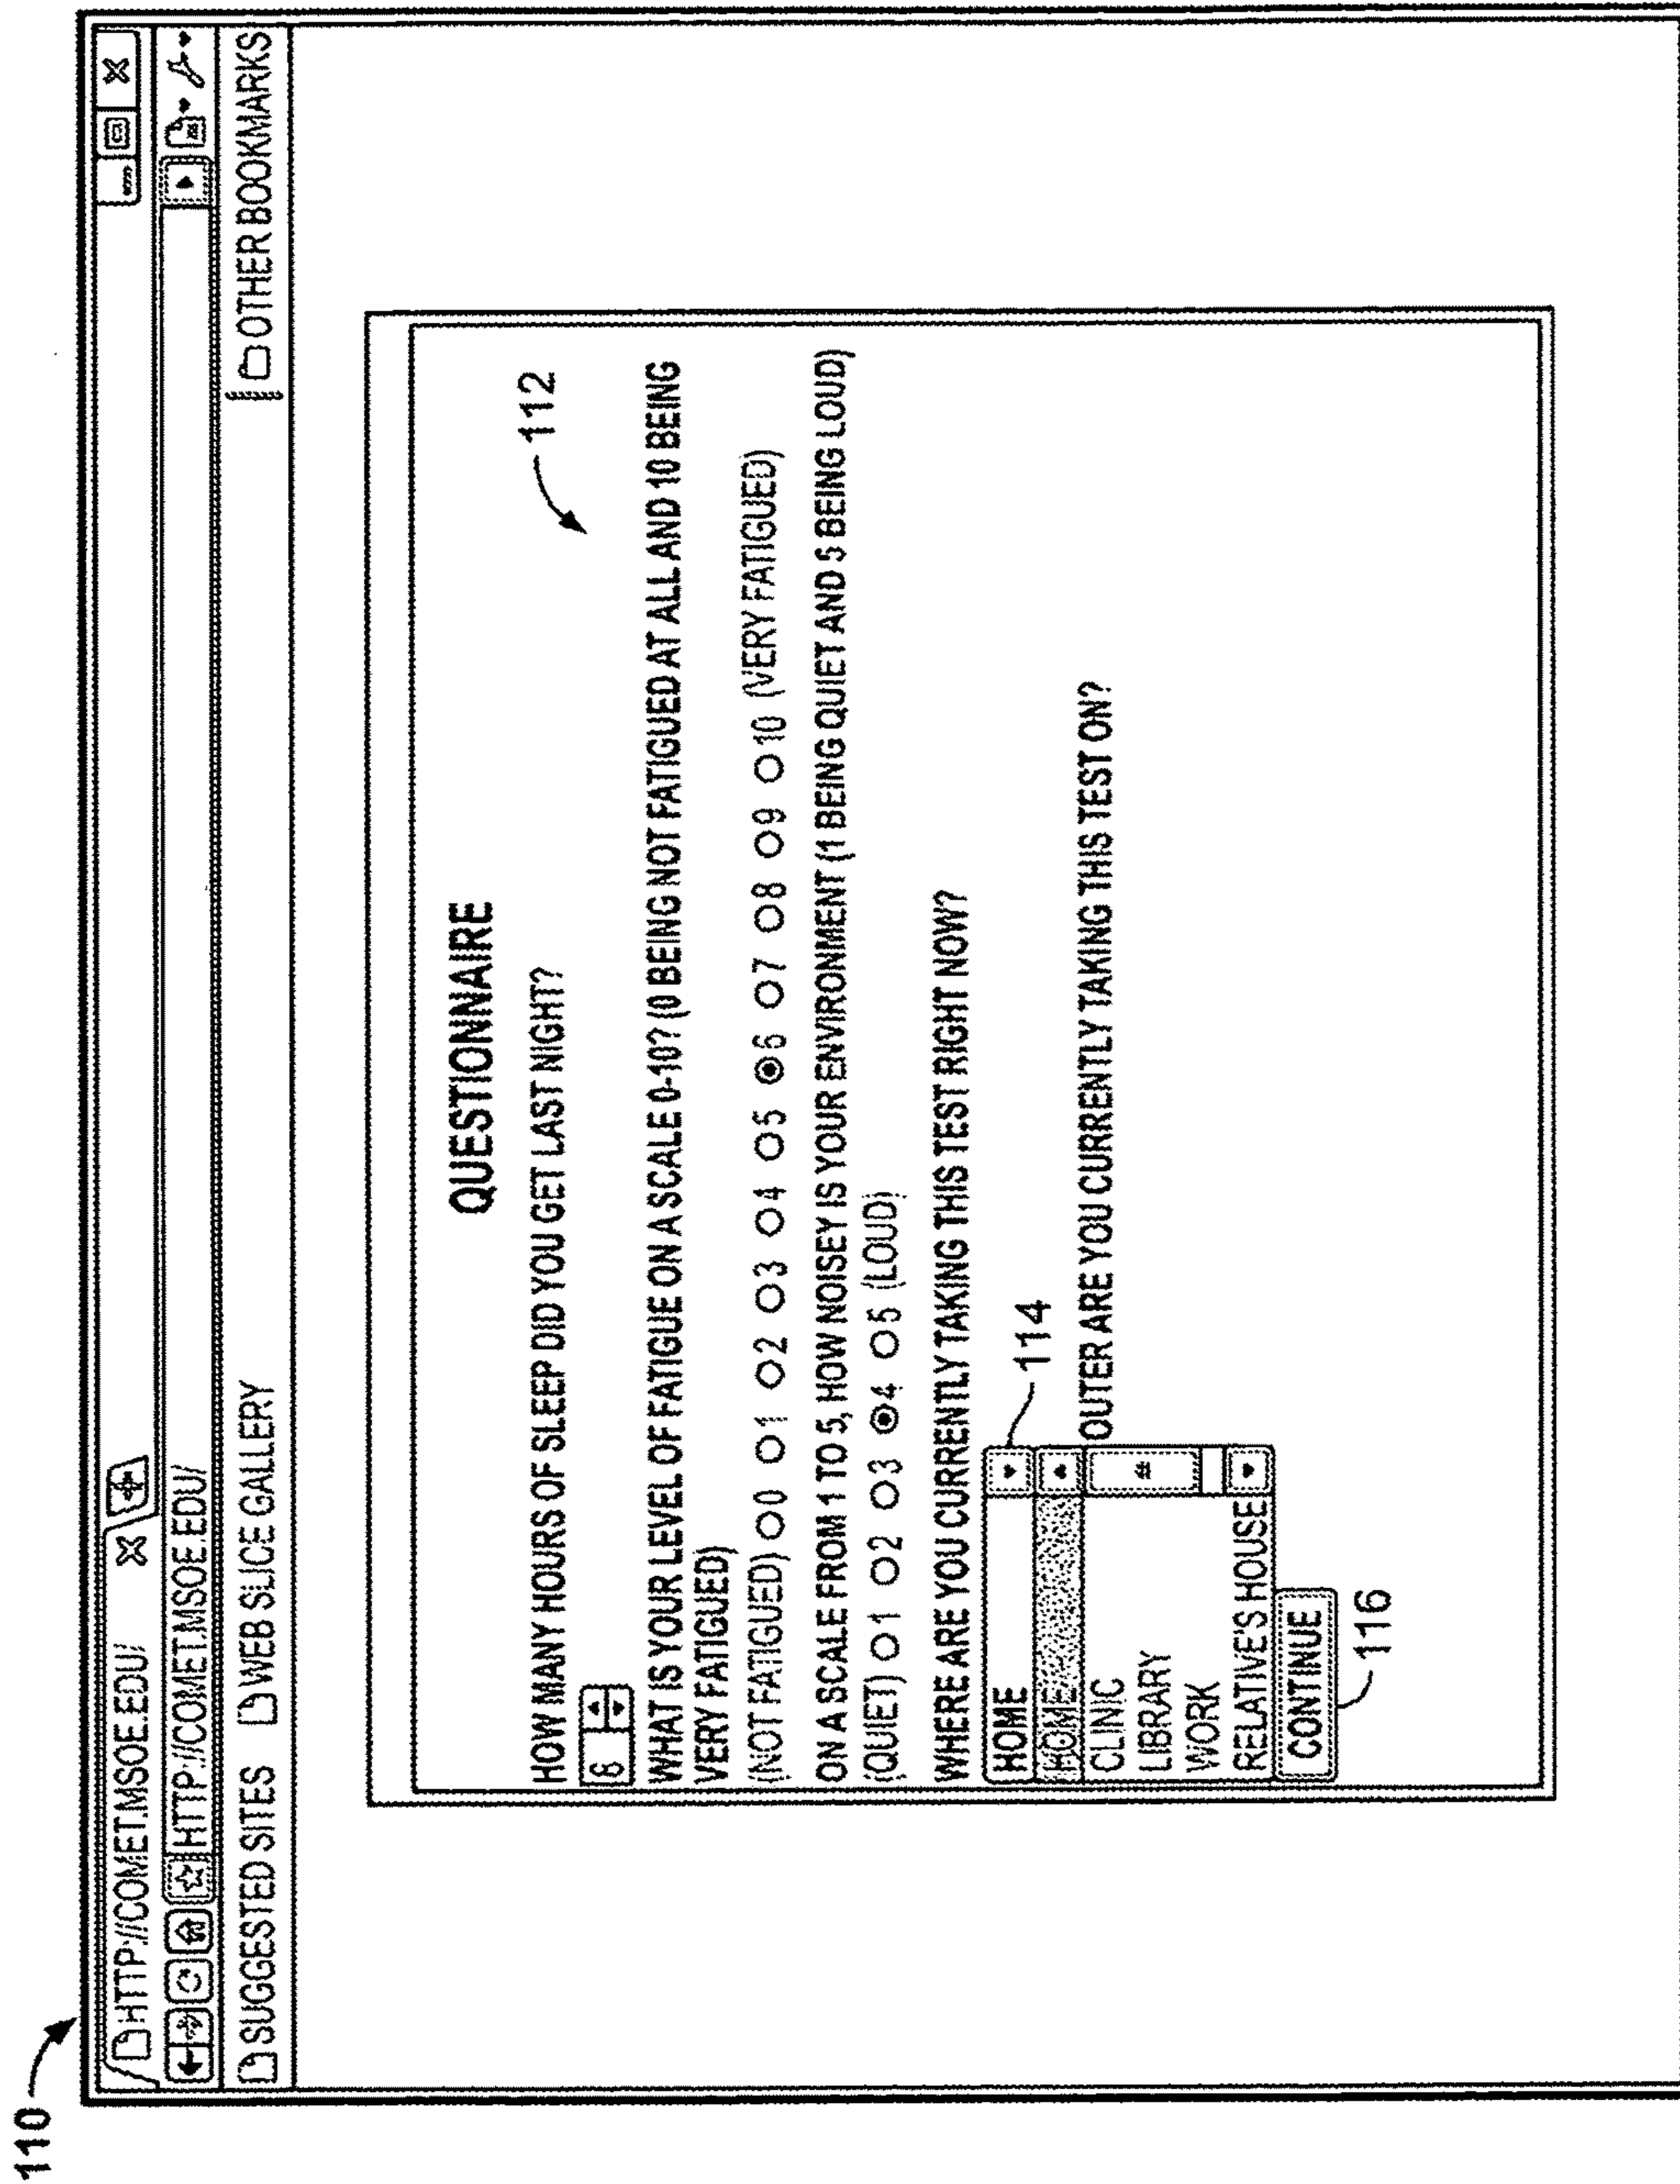 110
HTTP://COMET.MSOE.EDU/ X
HTTP://COMET.MSOE.EDU/
SUGGESTED SITES WEB SLICE GALLERY OTHER BOOKMARKS
QUESTIONNAIRE
HOW MANY HOURS OF SLEEP DID YOU GET LAST NIGHT?
112
6
WHAT IS YOUR LEVEL OF FATIGUE ON A SCALE 0-10? (0 BEING NOT FATIGUED AT ALL AND 10 BEING
VERY FATIGUED)
(NOT FATIGUED) 0 1 2 3 4 5 6 7 8 9 10 (VERY FATIGUED)
ON A SCALE FROM 1 TO 5, HOW NOISEY IS YOUR ENVIRONMENT (1 BEING QUIET AND 5 BEING LOUD)
(QUIET) 1 2 3 4 5 (LOUD)
WHERE ARE YOU CURRENTLY TAKING THIS TEST RIGHT NOW?
HOME
114
HOME
CLINIC OUTER ARE YOU CURRENTLY TAKING THIS TEST ON?
LIBRARY
WORK
RELATIVE'S HOUSE
CONTINUE
116